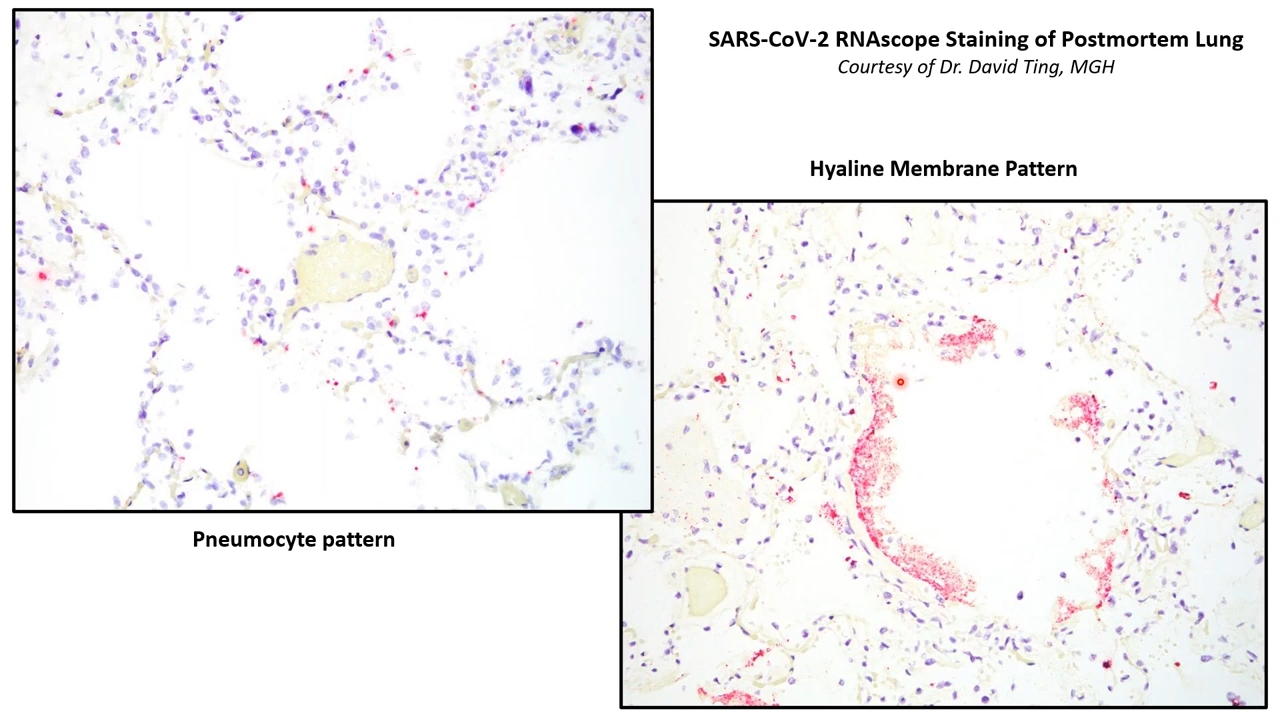 SARS-CoV-2 RNAscope Staining of Postmortem Lung
Courtesy of Dr. David Ting, MGH
Hyaline Membrane Pattern
Pneumocyte pattern